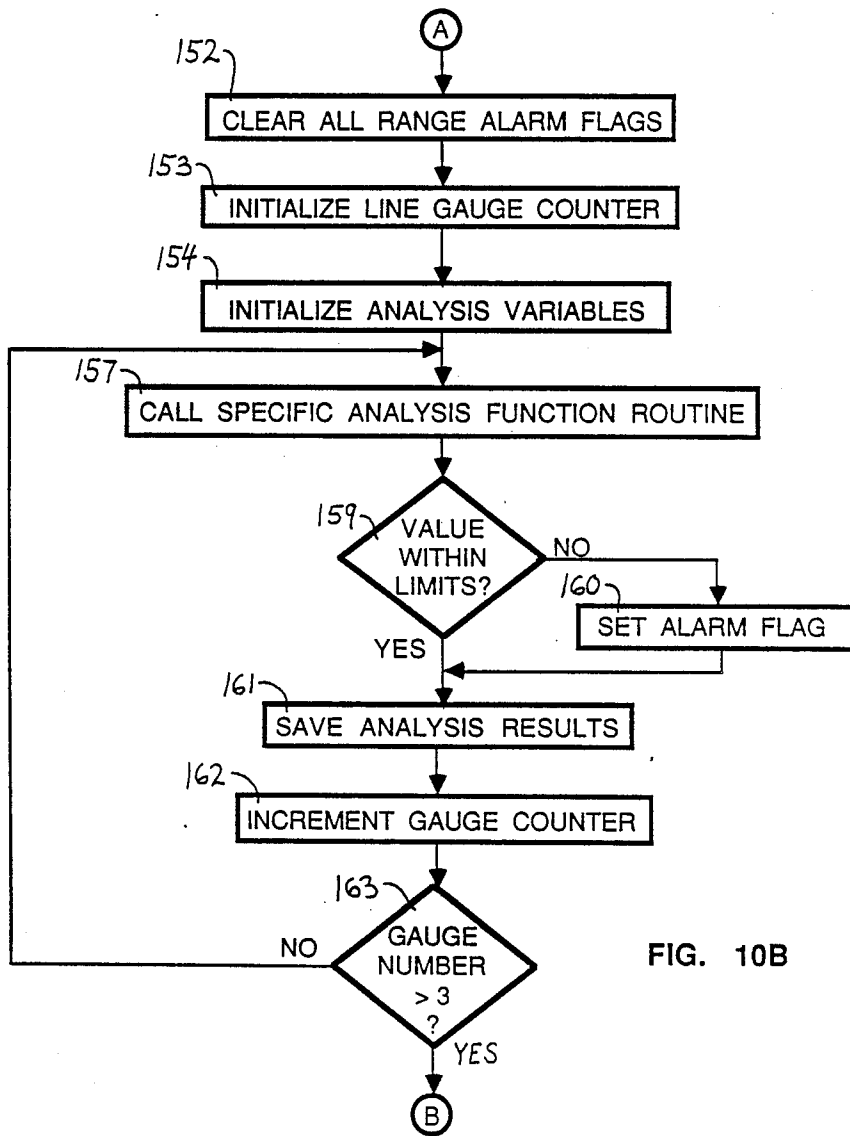 A
152
CLEAR ALL RANGE ALARM FLAGS
153
INITIALIZE LINE GAUGE COUNTER
154
INITIALIZE ANALYSIS VARIABLES
157
CALL SPECIFIC ANALYSIS FUNCTION ROUTINE
159
VALUE
WITHIN
LIMITS?
NO
160
SET ALARM FLAG
YES
161
SAVE ANALYSIS RESULTS
162
INCREMENT GAUGE COUNTER
163
NO
GAUGE
NUMBER
> 3
?
FIG. 10B
YES
B